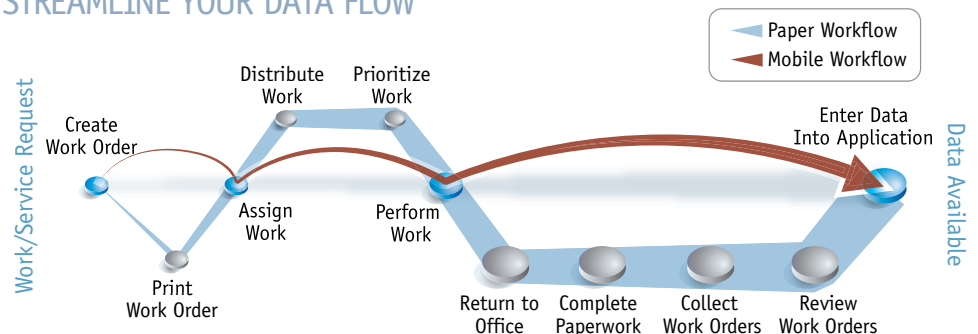 STREAMLINE YOUR DATA FLOW
Paper Workflow
Mobile Workflow
Work/Service Request
Create
Work Order
Print
Work Order
Assign
Work
Distribute
Work
Prioritize
Work
Perform
Work
Return to
Office
Complete
Paperwork
Collect
Work Orders
Review
Work Orders
Enter Data
Into Application
Data Available